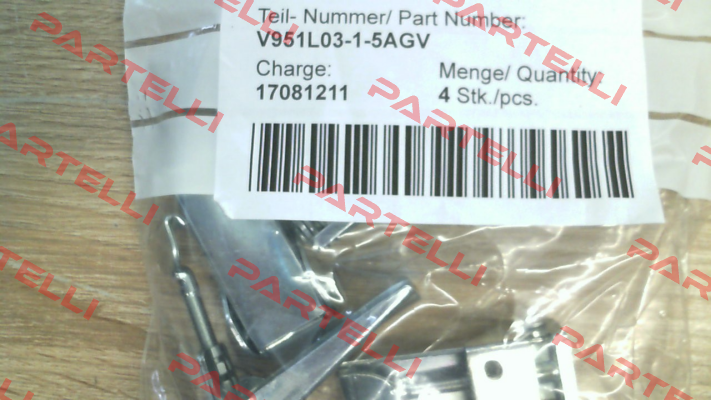 Teil- Nummer/ Part Number:
V951L03-1-5AGV
Charge: Menge/ Quantity:
17081211 4 Stk./pcs.
PARTELLI
PARTELLI
PARTELLI
PARTELLI
PARTELLI
PARTELLI
PARTELLI
PARTELLI